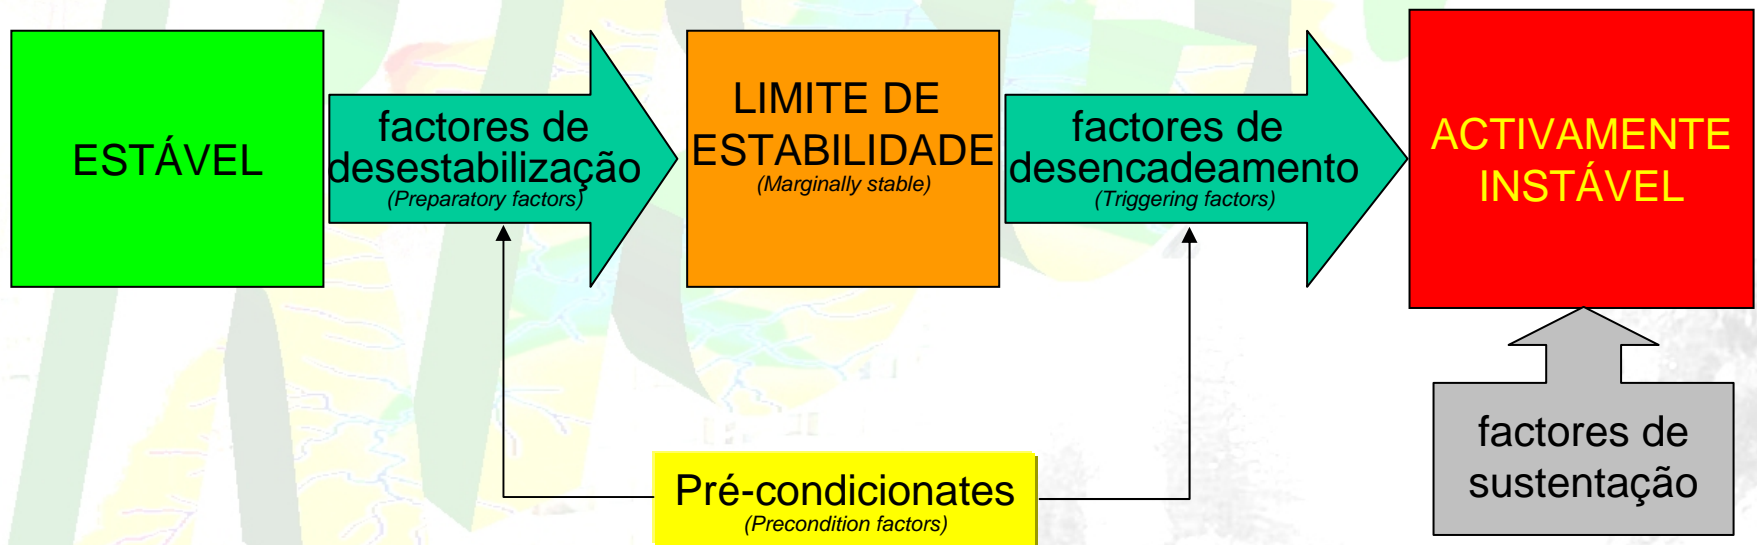 ESTÁVEL
factores de
desestabilização
(Preparatory factors)
LIMITE DE
ESTABILIDADE
(Marginally stable)
factores de
desencadeamento
(Triggering factors)
ACTIVAMENTE
INSTÁVEL
Pré-condicionates
(Precondition factors)
factores de
sustentação